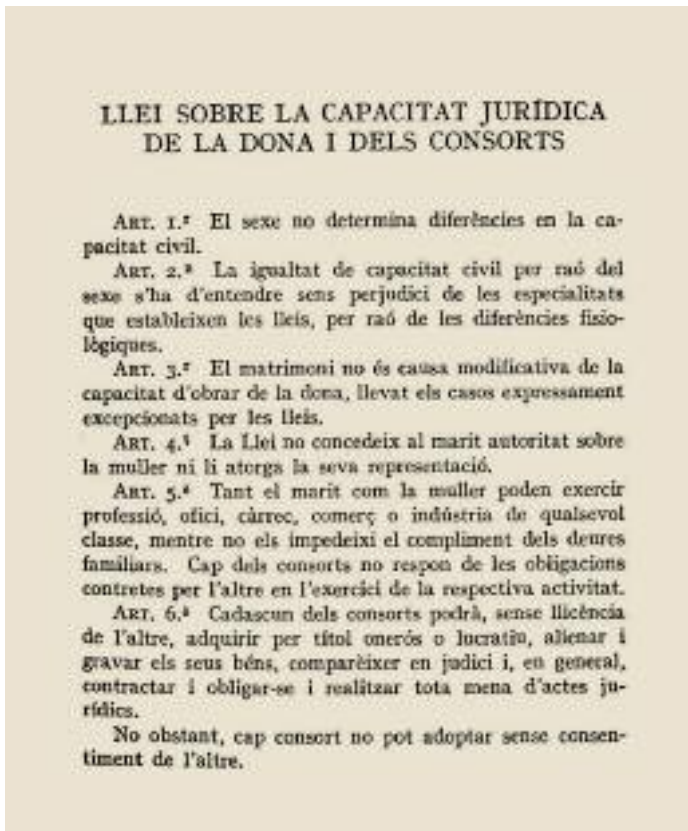 LLEI SOBRE LA CAPACITAT JURÍDICA
DE LA DONA I DELS CONSORTS
ART. 1.r El sexe no determina diferències en la ca-
pacitat civil.
ART. 2.n La igualtat de capacitat civil per raó del
sexe s'ha d'entendre sens perjudici de les especialitats
que estableixen les lleis, per raó de les diferències fisio-
lògiques.
ART. 3.r El matrimoni no és causa modificativa de la
capacitat d'obrar de la dona, llevat els casos expressament
excepcionats per les lleis.
ART. 4.t La Llei no concedeix al marit autoritat sobre
la muller ni li atorga la seva representació.
ART. 5.è Tant el marit com la muller poden exercir
professió, ofici, càrrec, comerç o indústria de qualsevol
classe, mentre no els impedeixi el compliment dels deures
familiars. Cap dels consorts no respon de les obligacions
contretes per l'altre en l'exercici de la respectiva activitat.
ART. 6.è Cadascun dels consorts podrà, sense llicència
de l'altre, adquirir per títol onerós o lucratiu, alienar i
gravar els seus béns, comparèixer en judici i, en general,
contractar i obligar-se i realitzar tota mena d'actes ju-
rídics.
No obstant, cap consort no pot adoptar sense consen-
timent de l'altre.